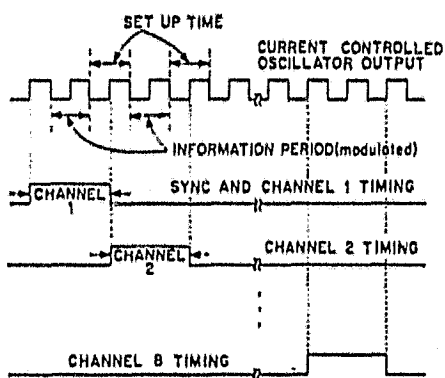 SET UP TIME
CURRENT CONTROLLED
OSCILLATOR OUTPUT
INFORMATION PERIOD(modulated)
SYNC AND CHANNEL 1 TIMING
CHANNEL
1
CHANNEL 2 TIMING
CHANNEL
2
CHANNEL 8 TIMING